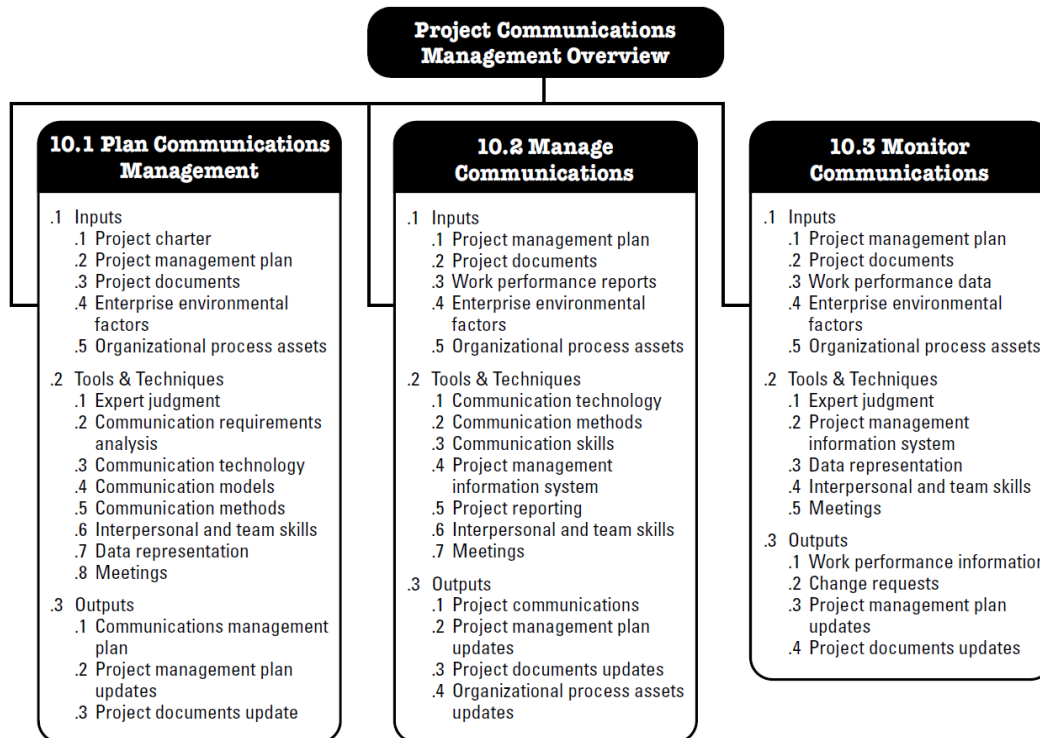 Project Communications
Management Overview
10.1 Plan Communications
Management
.1 Inputs
.1 Project charter
.2 Project management plan
.3 Project documents
.4 Enterprise environmental
factors
.5 Organizational process assets
.2 Tools & Techniques
.1 Expert judgment
.2 Communication requirements
analysis
.3 Communication technology
.4 Communication models
.5 Communication methods
.6 Interpersonal and team skills
.7 Data representation
.8 Meetings
.3 Outputs
.1 Communications management
plan
.2 Project management plan
updates
.3 Project documents update
10.2 Manage
Communications
.1 Inputs
.1 Project management plan
.2 Project documents
.3 Work performance reports
.4 Enterprise environmental
factors
.5 Organizational process assets
.2 Tools & Techniques
.1 Communication technology
.2 Communication methods
.3 Communication skills
.4 Project management
information system
.5 Project reporting
.6 Interpersonal and team skills
.7 Meetings
.3 Outputs
.1 Project communications
.2 Project management plan
updates
.3 Project documents updates
.4 Organizational process assets
updates
10.3 Monitor
Communications
.1 Inputs
.1 Project management plan
.2 Project documents
.3 Work performance data
.4 Enterprise environmental
factors
.5 Organizational process assets
.2 Tools & Techniques
.1 Expert judgment
.2 Project management
information system
.3 Data representation
.4 Interpersonal and team skills
.5 Meetings
.3 Outputs
.1 Work performance information
.2 Change requests
.3 Project management plan
updates
.4 Project documents updates